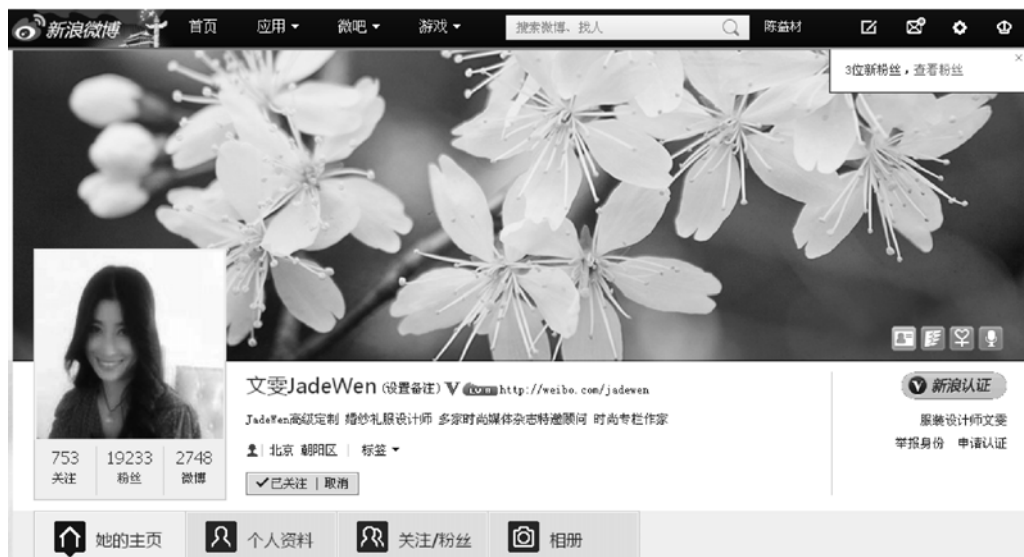 新浪微博 首页 应用 微吧 游戏 搜索微博、找人 陈益材
3位新粉丝，查看粉丝
文雯JadeWen (设置备注) V http://weibo.com/jadewen
JadeWen高级定制 婚纱礼服设计师 多家时尚媒体杂志特邀顾问 时尚专栏作家
北京 朝阳区 | 标签
已关注 | 取消
753 19233 2748
关注 粉丝 微博
V 新浪认证
服装设计师文雯
举报身份 申请认证
她的主页 个人资料 关注/粉丝 相册